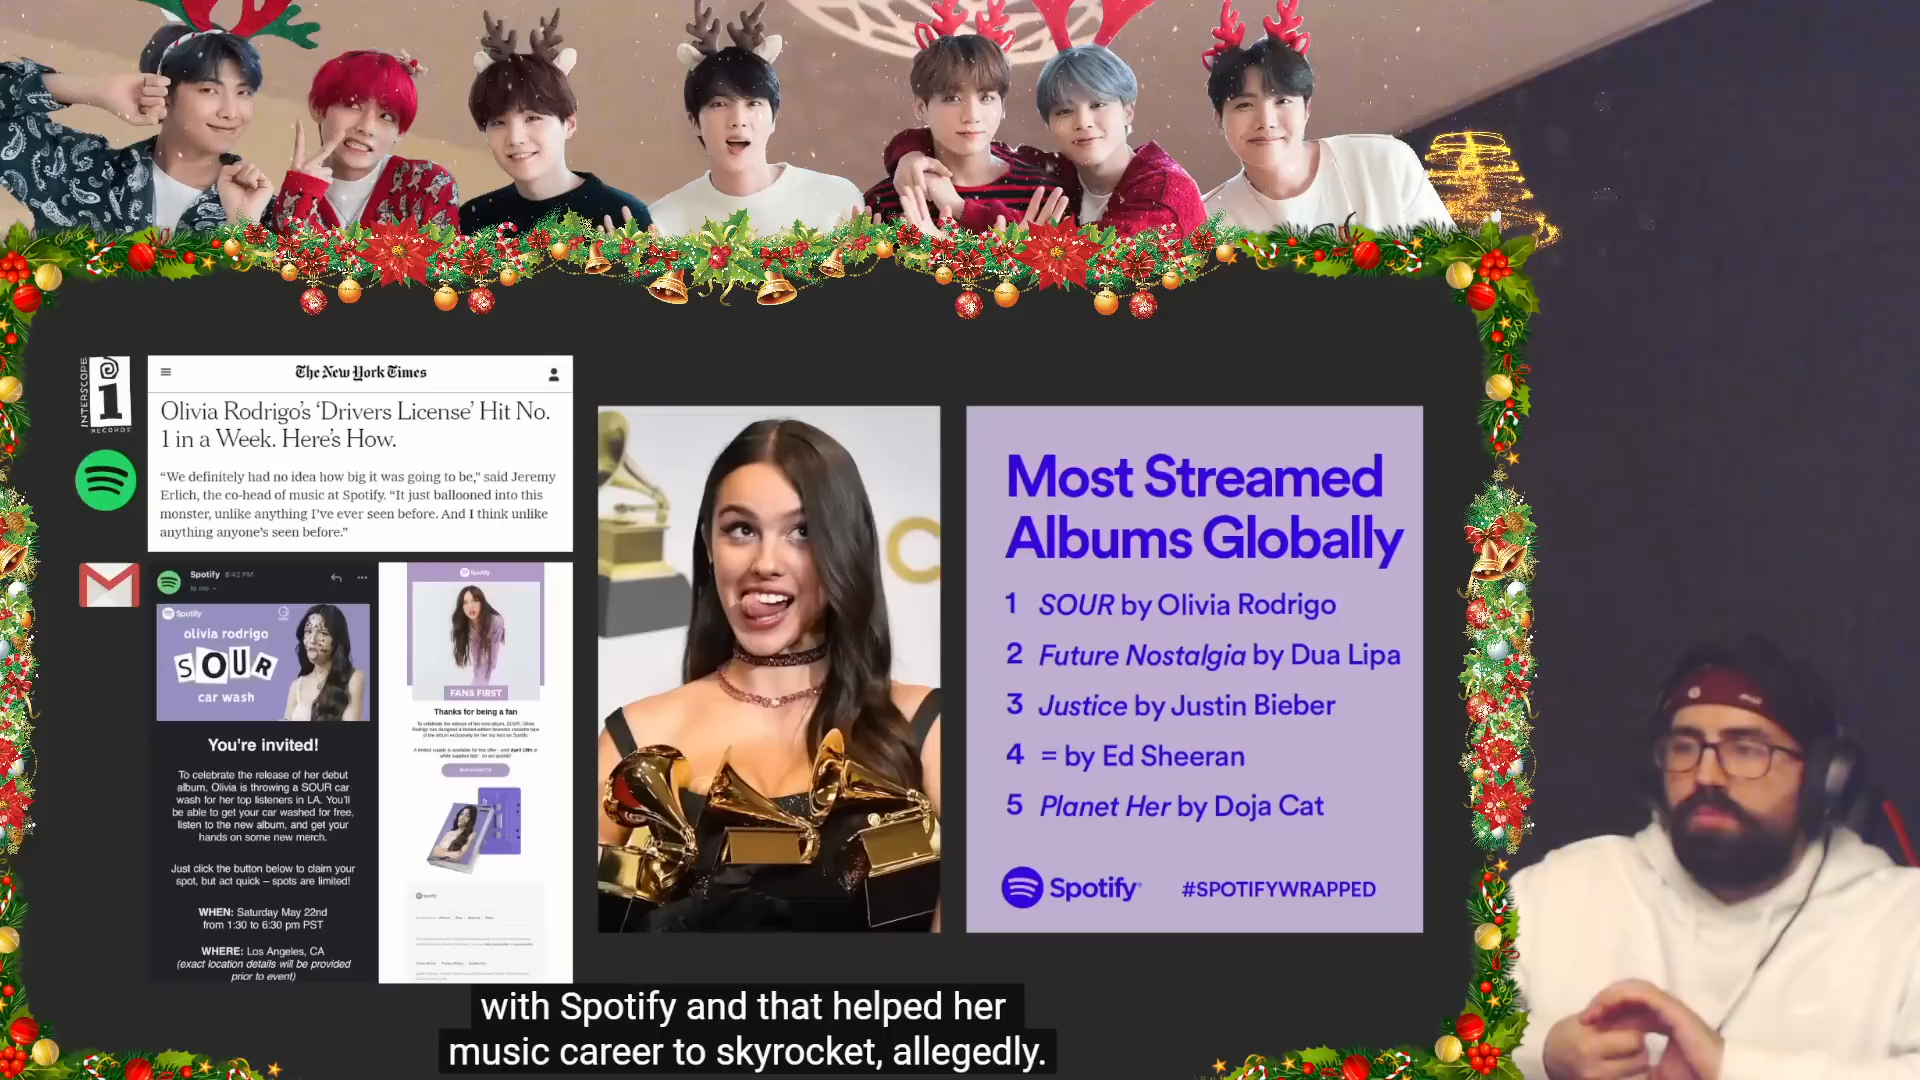 INTERSCOPE
RECORDS
The New York Times
Olivia Rodrigo’s ‘Drivers License’ Hit No.
1 in a Week. Here’s How.
“We definitely had no idea how big it was going to be,” said Jeremy
Erlich, the co-head of music at Spotify. “It just ballooned into this
monster, unlike anything I’ve ever seen before. And I think unlike
anything anyone’s seen before.”
Spotify 8:42 PM
to me
Spotify
olivia rodrigo
SOUR
car wash
You're invited!
To celebrate the release of her debut
album, Olivia is throwing a SOUR car
wash for her top listeners in LA. You'll
be able to get your car washed for free,
listen to the new album, and get your
hands on some new merch.
Just click the button below to claim your
spot, but act quick – spots are limited!
WHEN: Saturday May 22nd
from 1:30 to 6:30 pm PST
WHERE: Los Angeles, CA
(exact location details will be provided
prior to event)
Spotify
FANS FIRST
Thanks for being a fan
Spotify
Most Streamed
Albums Globally
1 SOUR by Olivia Rodrigo
2 Future Nostalgia by Dua Lipa
3 Justice by Justin Bieber
4 = by Ed Sheeran
5 Planet Her by Doja Cat
Spotify #SPOTIFYWRAPPED
with Spotify and that helped her
music career to skyrocket, allegedly.